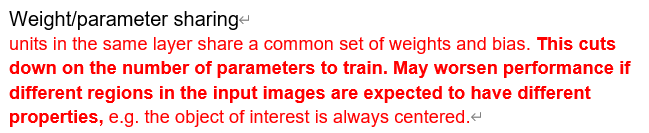 Weight/parameter sharing
units in the same layer share a common set of weights and bias. This cuts
down on the number of parameters to train. May worsen performance if
different regions in the input images are expected to have different
properties, e.g. the object of interest is always centered.